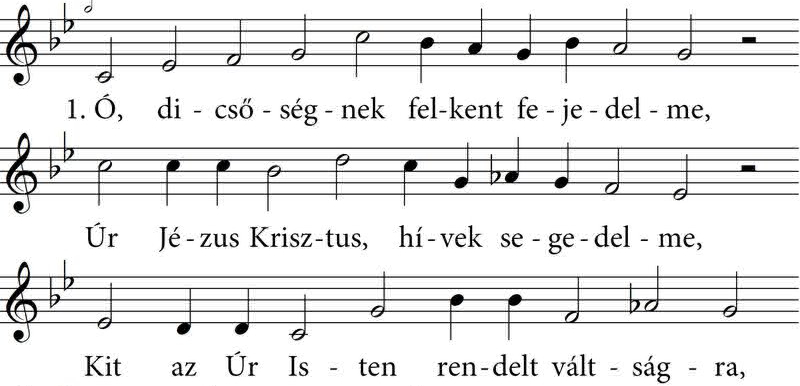 1. Ó, di - cső - ség - nek fel - kent fe - je - del - me,
Úr Jé - zus Krisz - tus, hí - vek se - ge - del - me,
Kit az Úr Is - ten ren - delt vált - ság - ra,